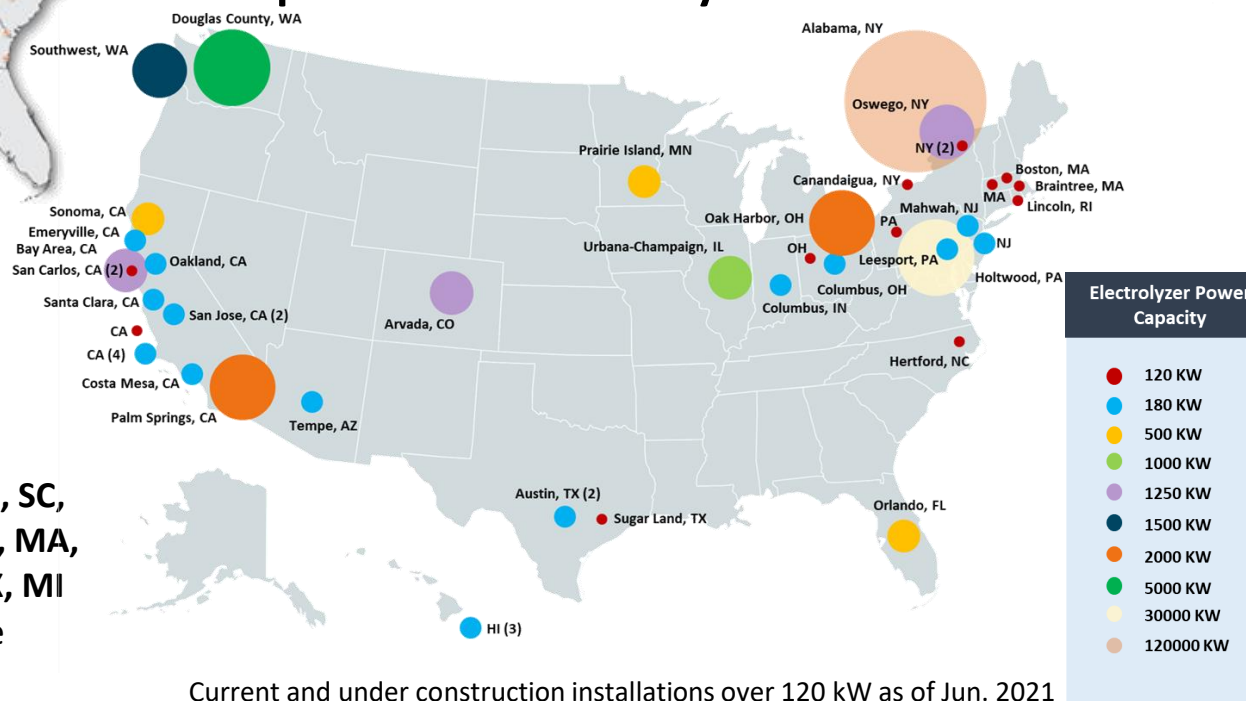 Douglas County, WA
Southwest, WA
Alabama, NY
Oswego, NY
NY (2)
Prairie Island, MN
Canandaigua, NY
Boston, MA
Braintree, MA
MA
Lincoln, RI
Mahwah, NJ
Sonoma, CA
Emeryville, CA
Bay Area, CA
San Carlos, CA (2)
Oakland, CA
Oak Harbor, OH
PA
Urbana-Champaign, IL
OH
Leesport, PA
NJ
Holtwood, PA
Columbus, OH
Columbus, IN
Santa Clara, CA
San Jose, CA (2)
Arvada, CO
CA
CA (4)
Costa Mesa, CA
Palm Springs, CA
Tempe, AZ
Hertford, NC
Austin, TX (2)
Sugar Land, TX
Orlando, FL
HI (3)
Electrolyzer Power
Capacity
120 KW
180 KW
500 KW
1000 KW
1250 KW
1500 KW
2000 KW
5000 KW
30000 KW
120000 KW
, SC,
, MA,
, MI
Current and under construction installations over 120 kW as of Jun. 2021